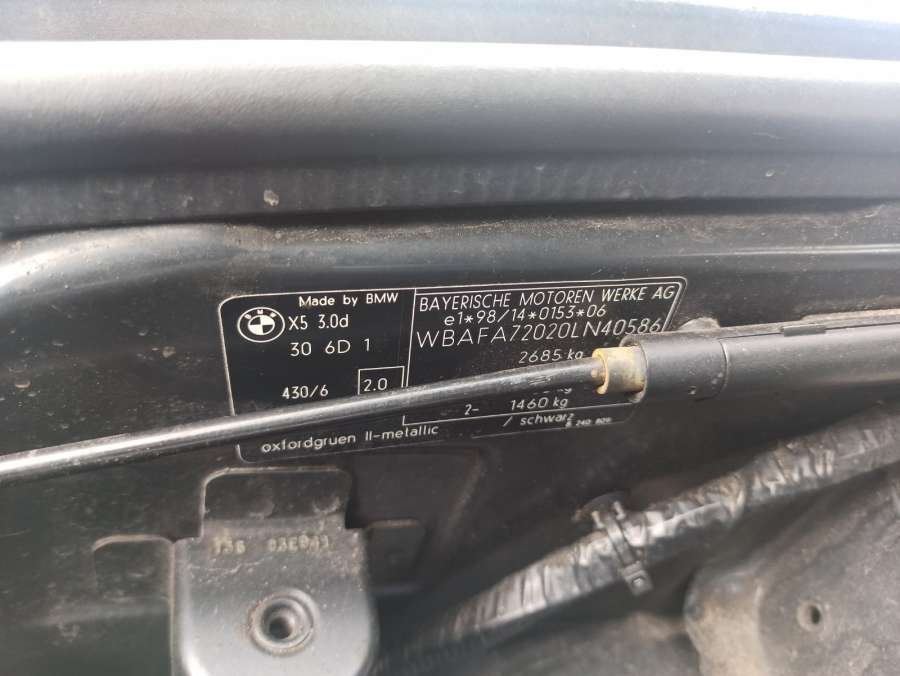 Made by BMW
X5 3.0d
30 6D 1
430/6
2.0
oxfordgruen II-metallic
BAYERISCHE MOTOREN WERKE AG
e1*98/14*0153*06
WBAFA72020LN40586
2685 kg
kg
2- 1460 kg
/ schwarz